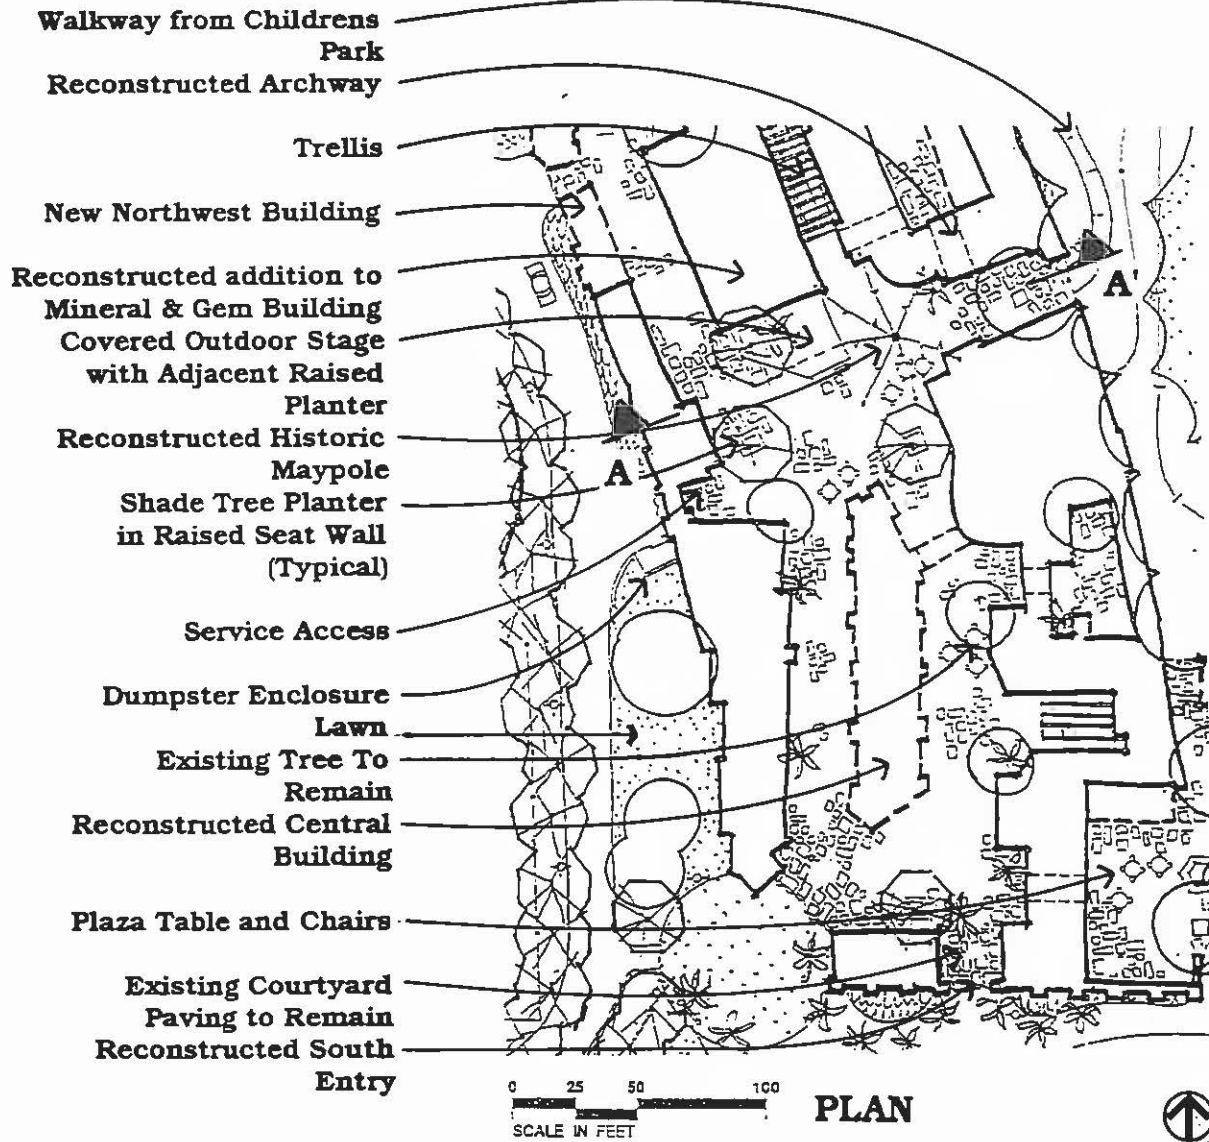 Walkway from Childrens
Park
Reconstructed Archway
Trellis
New Northwest Building
Reconstructed addition to
Mineral & Gem Building
Covered Outdoor Stage
with Adjacent Raised
Planter
Reconstructed Historic
Maypole
Shade Tree Planter
in Raised Seat Wall
(Typical)
Service Access
Dumpster Enclosure
Lawn
Existing Tree To
Remain
Reconstructed Central
Building
Plaza Table and Chairs
Existing Courtyard
Paving to Remain
Reconstructed South
Entry
A
A
0 25 50 100
SCALE IN FEET
PLAN